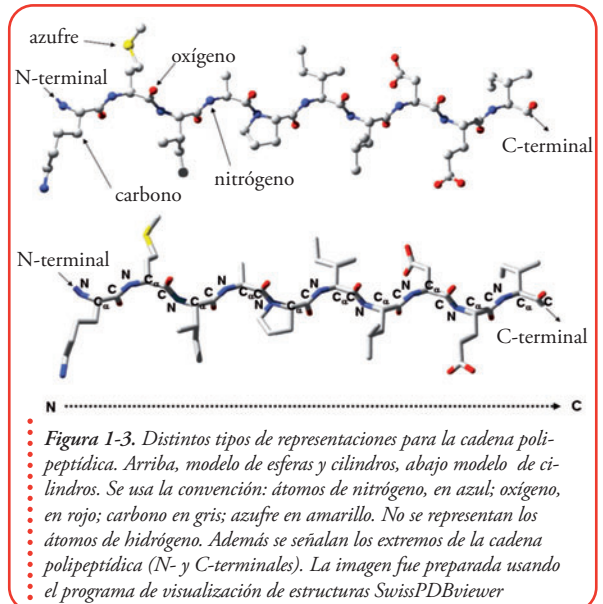 azufre
oxígeno
N-terminal
C-terminal
nitrógeno
carbono
N-terminal
N C N C N C N C N C N C N C N C N C N C
Cα Cα Cα Cα Cα Cα Cα Cα Cα Cα
C-terminal
N C
Figura 1-3. Distintos tipos de representaciones para la cadena poli-
peptídica. Arriba, modelo de esferas y cilindros, abajo modelo de ci-
lindros. Se usa la convención: átomos de nitrógeno, en azul; oxígeno,
en rojo; carbono en gris; azufre en amarillo. No se representan los
átomos de hidrógeno. Además se señalan los extremos de la cadena
polipeptídica (N- y C-terminales). La imagen fue preparada usando
el programa de visualización de estructuras SwissPDBviewer